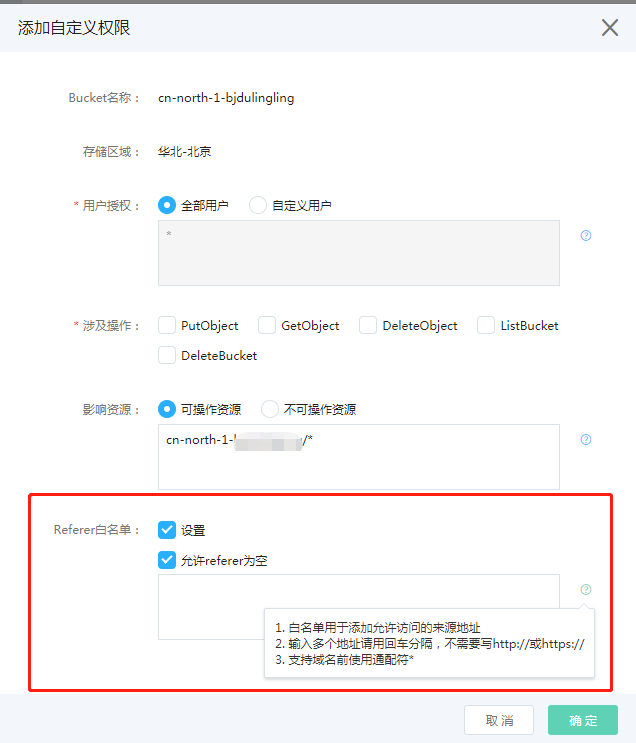 添加自定义权限
Bucket名称： cn-north-1-bjdulingling
存储区域： 华北-北京
* 用户授权： 全部用户 自定义用户
*
* 涉及操作： PutObject GetObject DeleteObject ListBucket
DeleteBucket
影响资源： 可操作资源 不可操作资源
cn-north-1- /*
Referer白名单： 设置
允许referer为空
1. 白名单用于添加允许访问的来源地址
2. 输入多个地址请用回车分隔，不需要写http://或https://
3. 支持域名前使用通配符*
取消 确定